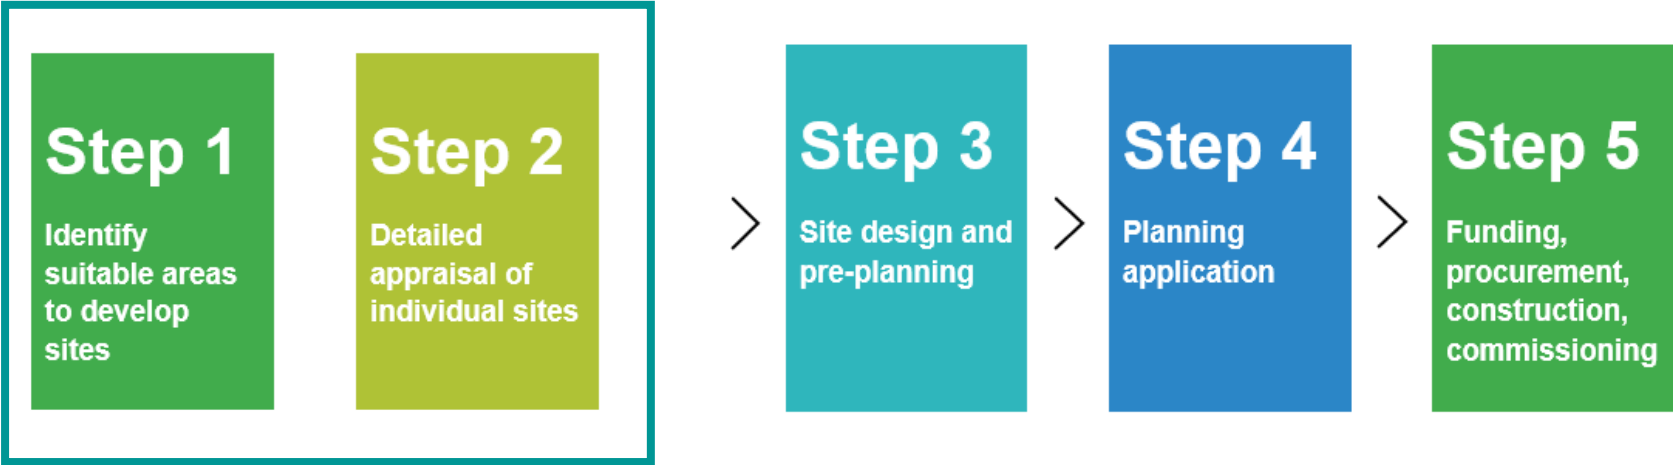 Step 1
Identify
suitable areas
to develop
sites
Step 2
Detailed
appraisal of
individual sites
Step 3
Site design and
pre-planning
Step 4
Planning
application
Step 5
Funding,
procurement,
construction,
commissioning